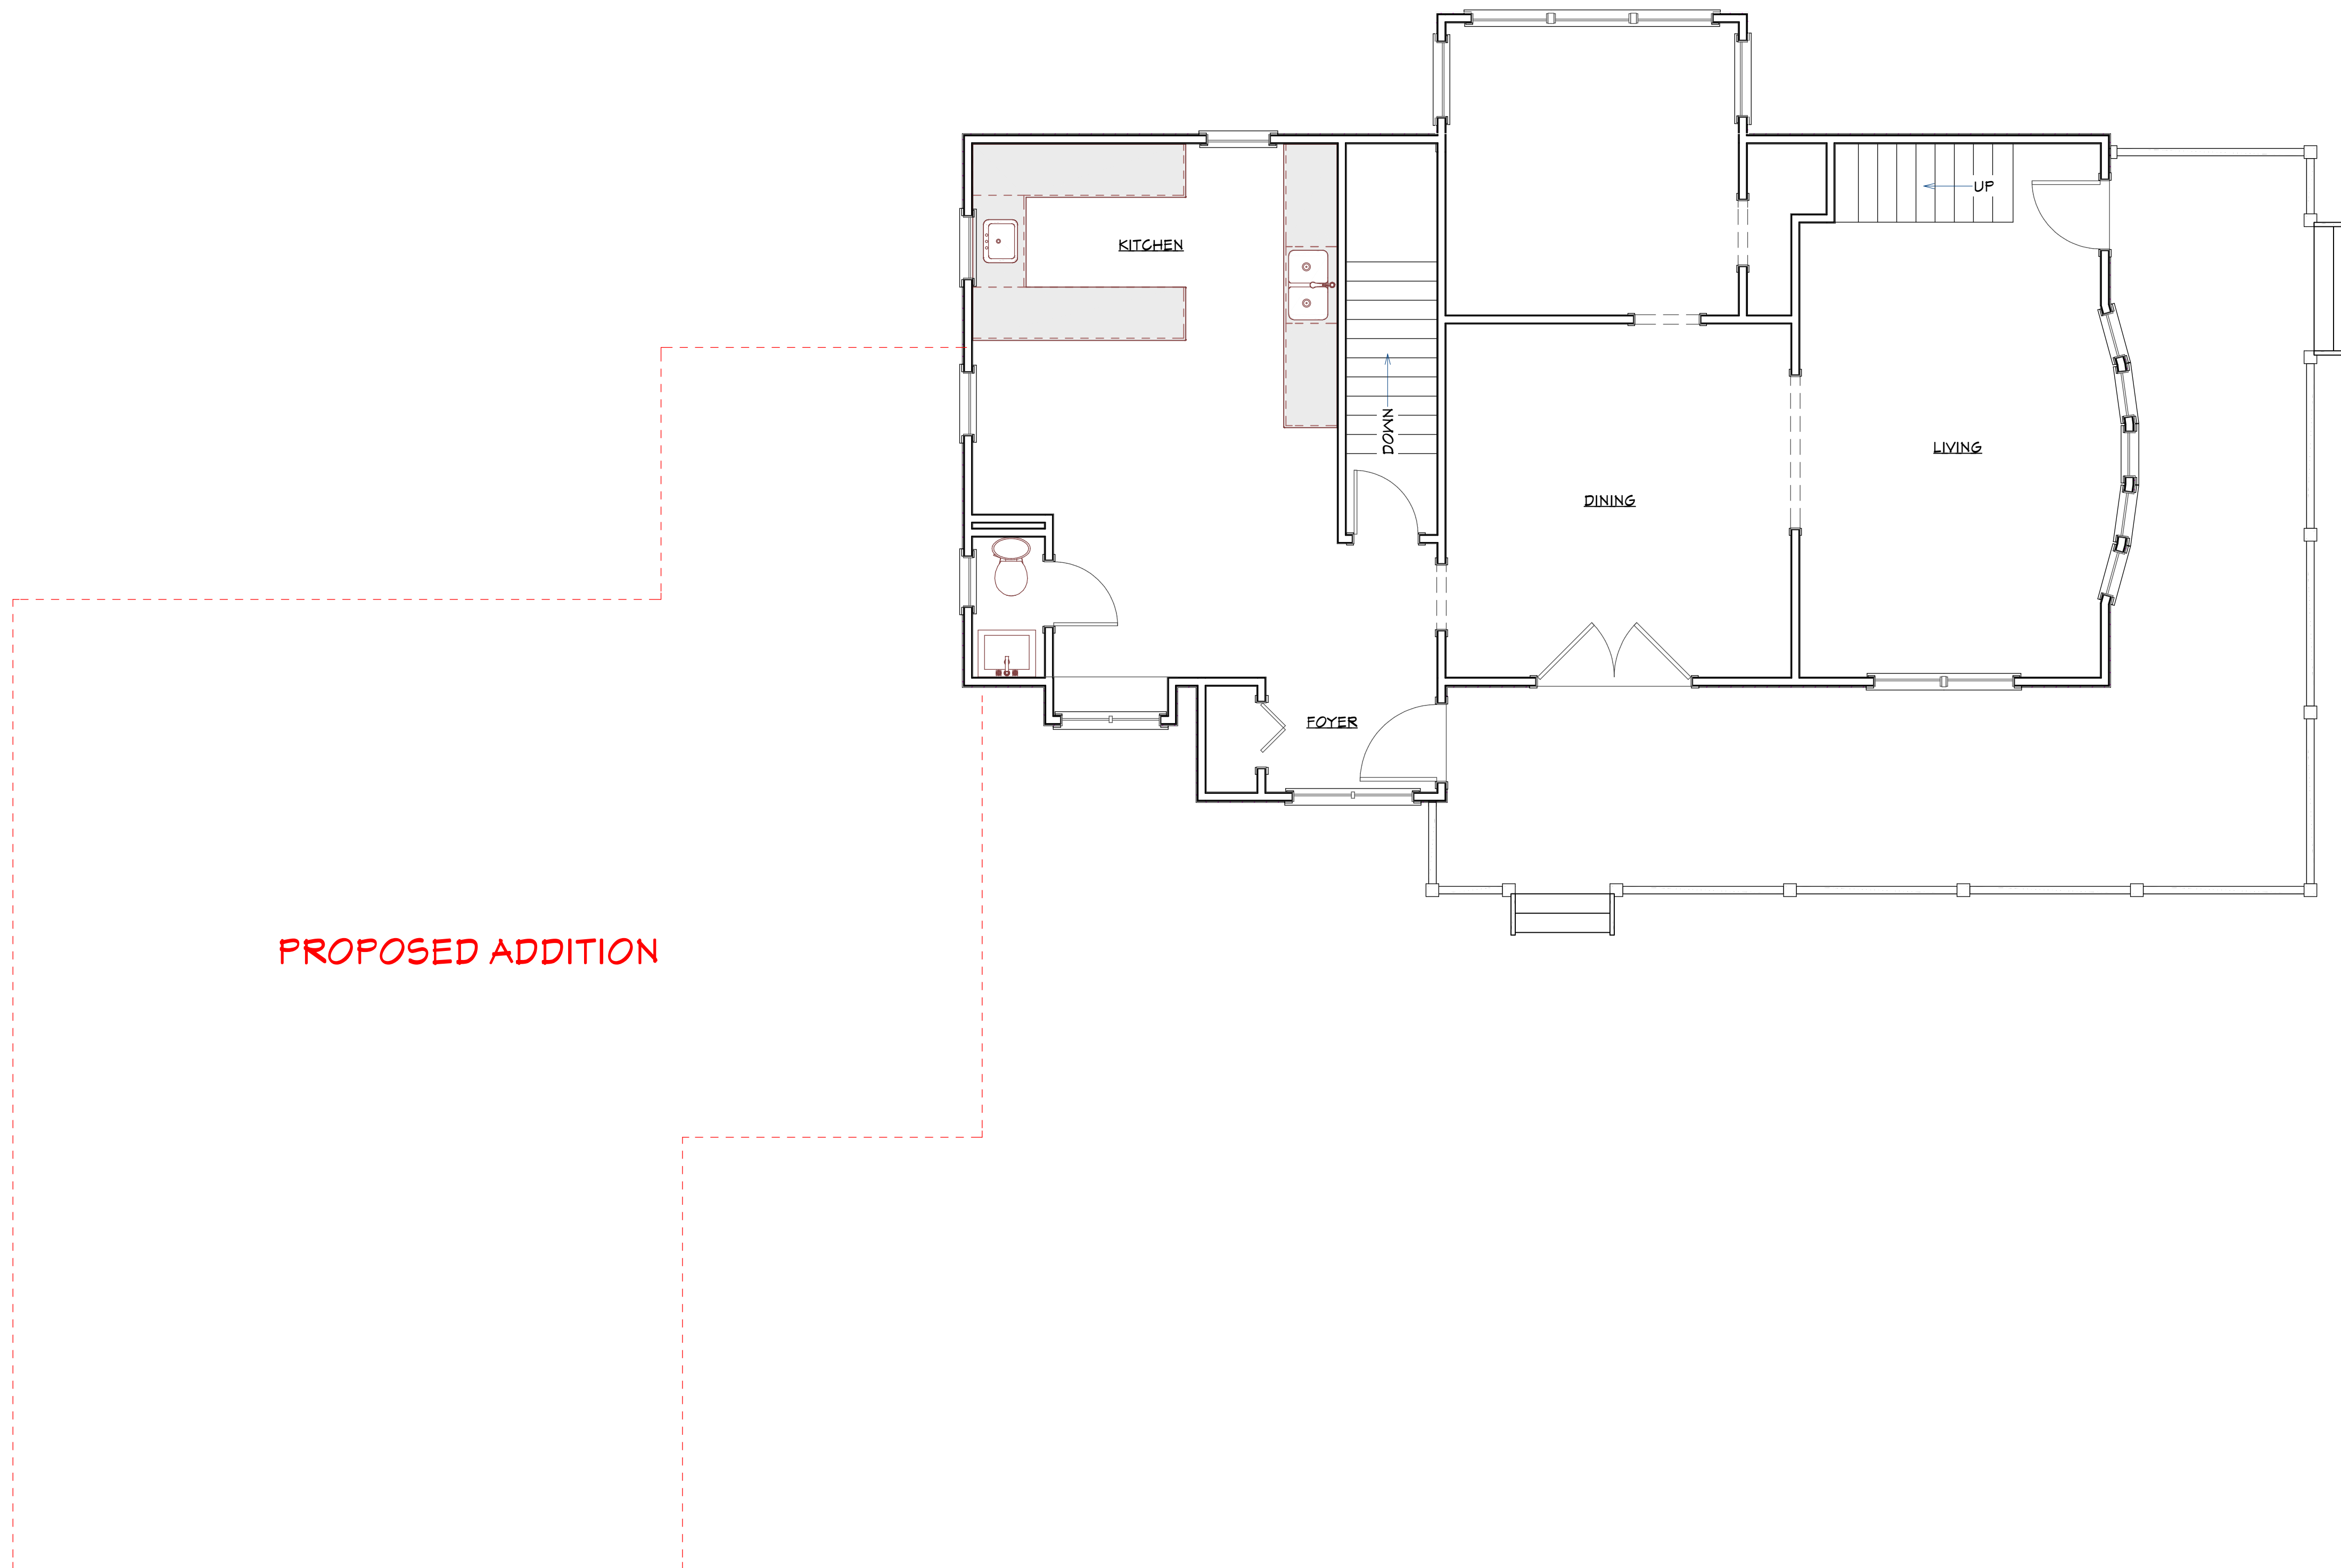 UP
KITCHEN
DOWN
LIVING
DINING
FOYER
PROPOSED ADDITION